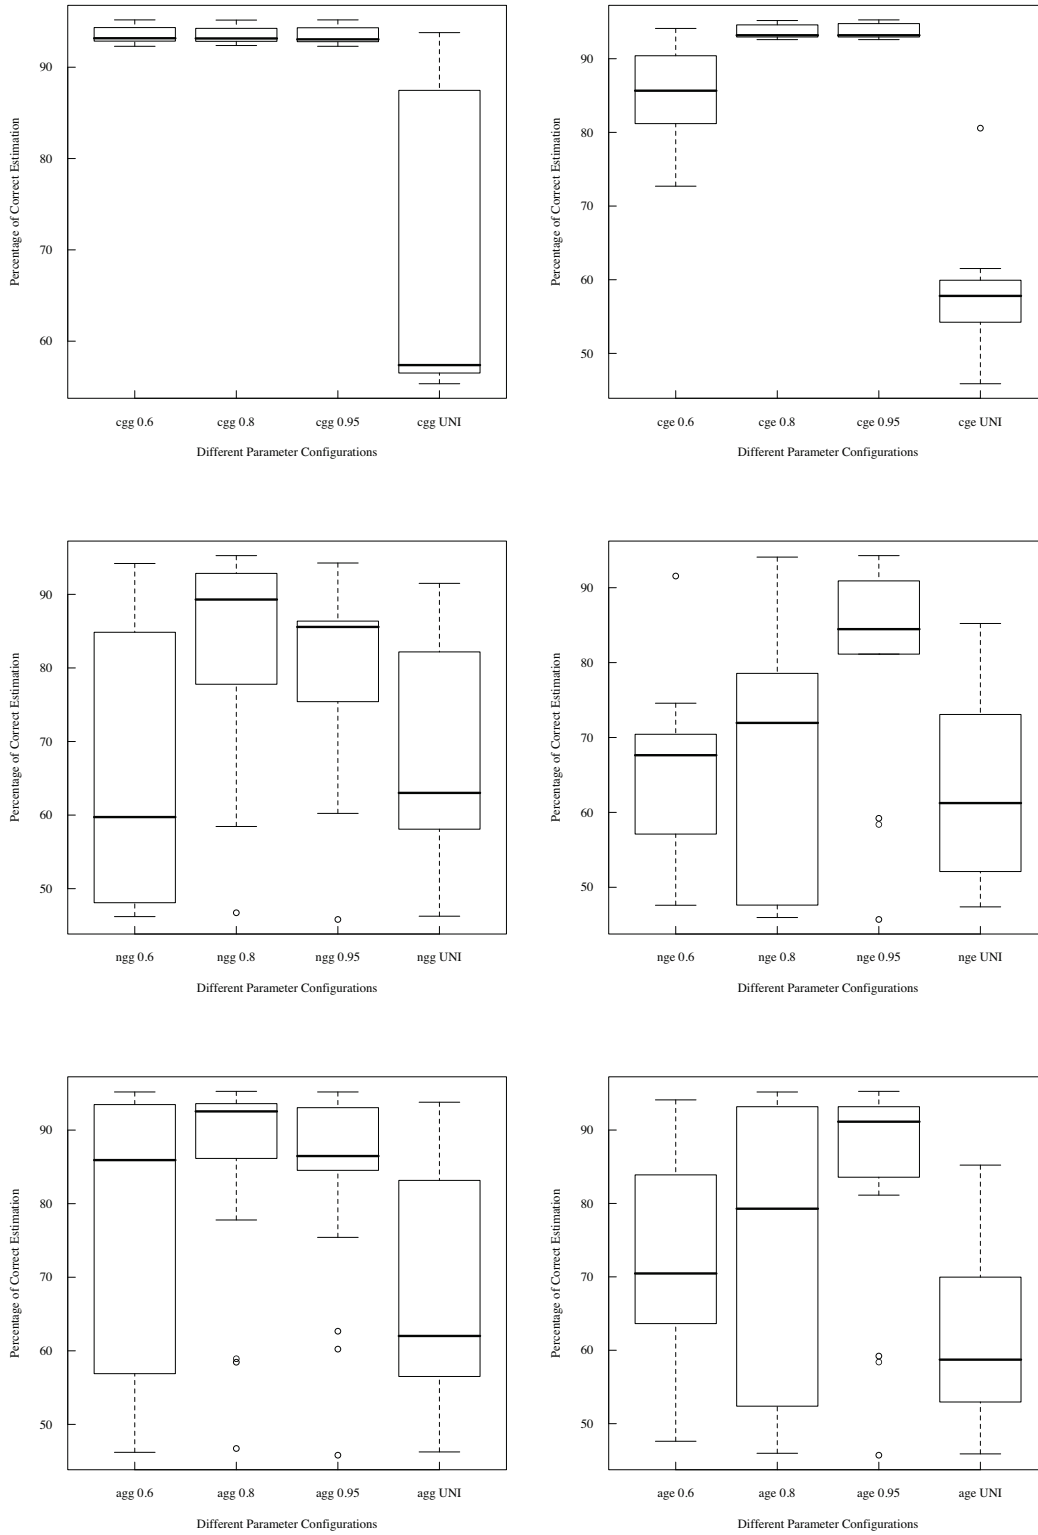 Percentage of Correct Estimation
90
80
70
60
cgg 0.6 cgg 0.8 cgg 0.95 cgg UNI
Different Parameter Configurations
Percentage of Correct Estimation
90
80
70
60
50
cge 0.6 cge 0.8 cge 0.95 cge UNI
Different Parameter Configurations
Percentage of Correct Estimation
90
80
70
60
50
ngg 0.6 ngg 0.8 ngg 0.95 ngg UNI
Different Parameter Configurations
Percentage of Correct Estimation
90
80
70
60
50
nge 0.6 nge 0.8 nge 0.95 nge UNI
Different Parameter Configurations
Percentage of Correct Estimation
90
80
70
60
50
agg 0.6 agg 0.8 agg 0.95 agg UNI
Different Parameter Configurations
Percentage of Correct Estimation
90
80
70
60
50
age 0.6 age 0.8 age 0.95 age UNI
Different Parameter Configurations